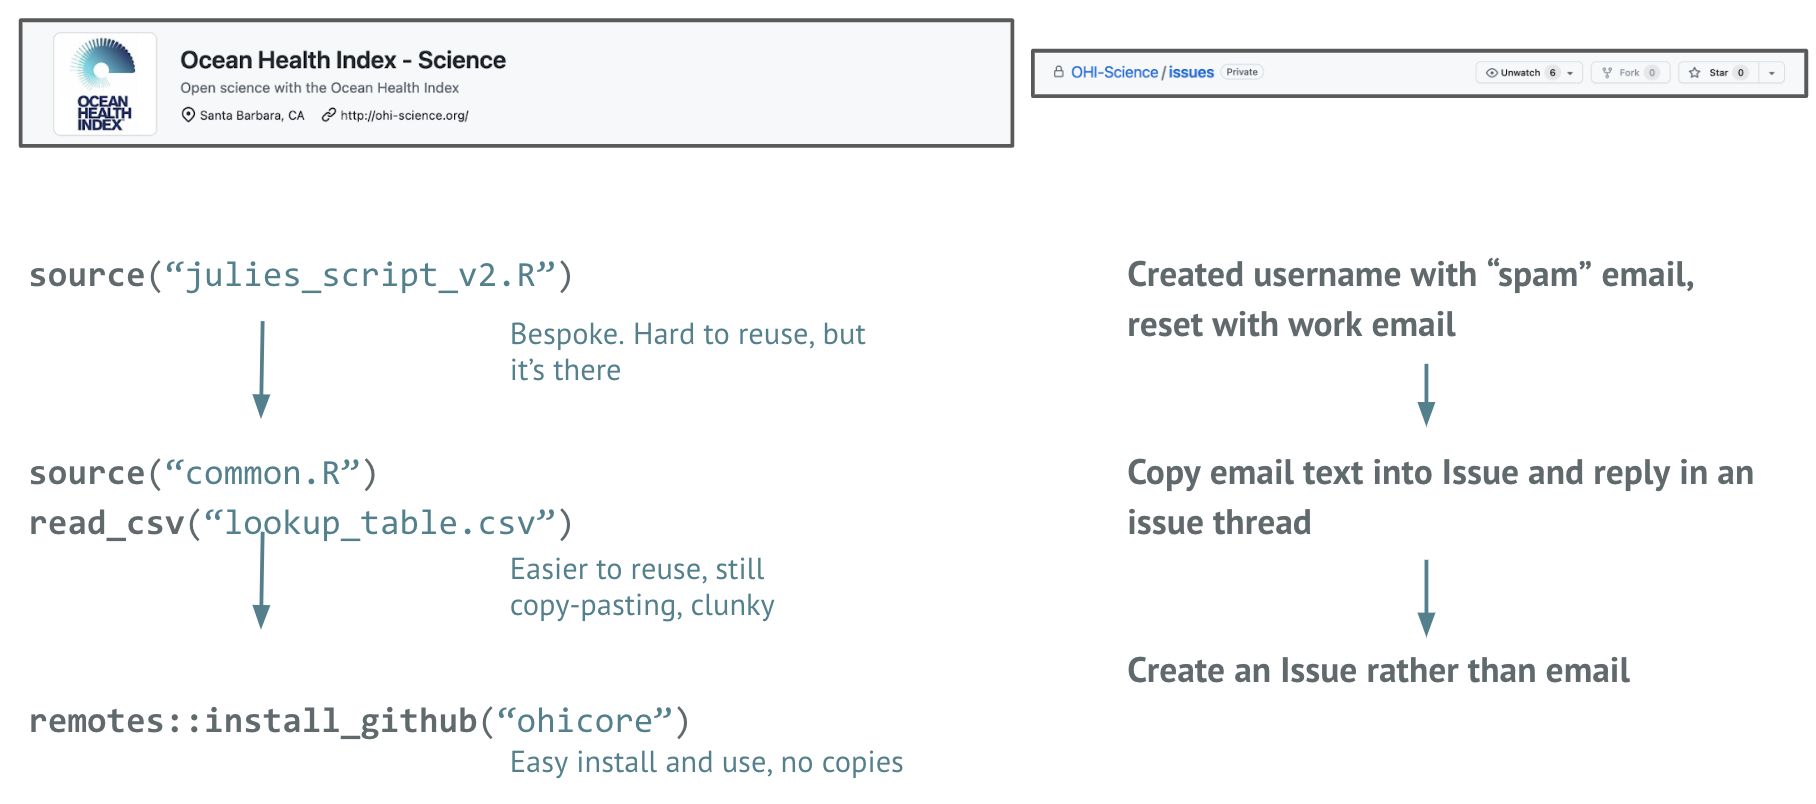 OCEAN
HEALTH
INDEX
Ocean Health Index - Science
Open science with the Ocean Health Index
Santa Barbara, CA http://ohi-science.org/
OHI-Science / issues Private Unwatch 6 Fork 0 Star 0
source(“julies_script_v2.R”)
Bespoke. Hard to reuse, but
it’s there
source(“common.R”)
read_csv(“lookup_table.csv”)
Easier to reuse, still
copy-pasting, clunky
remotes::install_github(“ohicore”)
Easy install and use, no copies
Created username with “spam” email,
reset with work email
Copy email text into Issue and reply in an
issue thread
Create an Issue rather than email